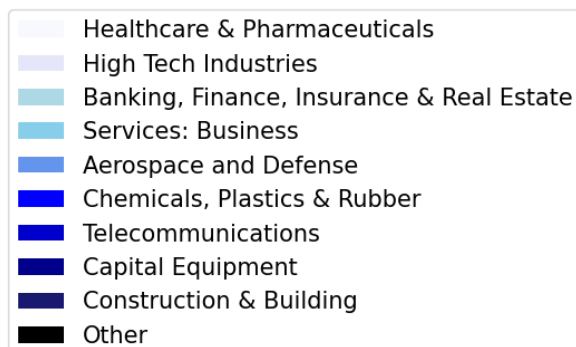 Healthcare & Pharmaceuticals
High Tech Industries
Banking, Finance, Insurance & Real Estate
Services: Business
Aerospace and Defense
Chemicals, Plastics & Rubber
Telecommunications
Capital Equipment
Construction & Building
Other